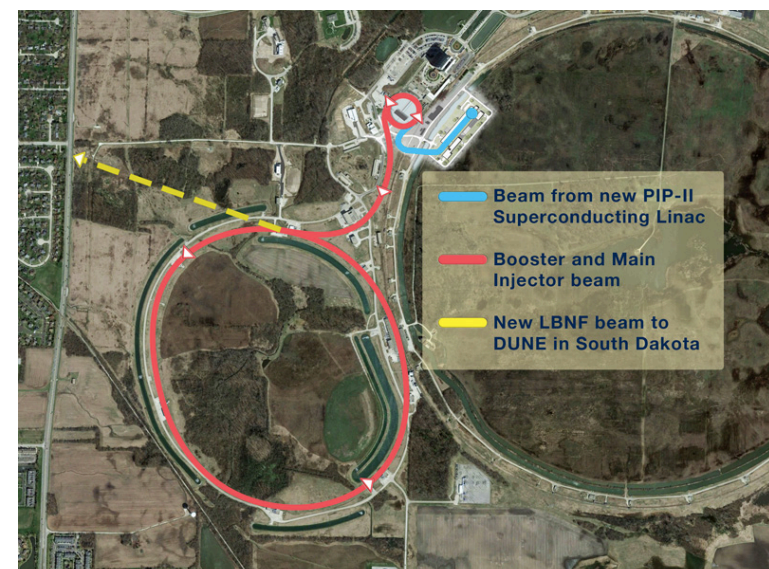 Beam from new PIP-II
Superconducting Linac
Booster and Main
Injector beam
New LBNF beam to
DUNE in South Dakota